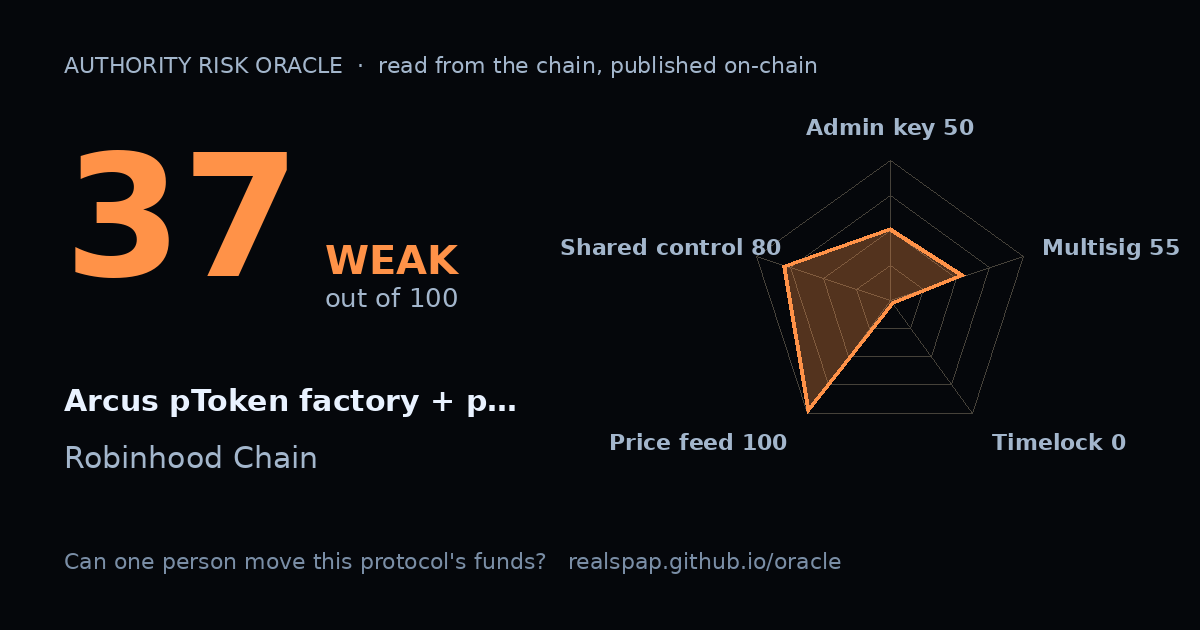 AUTHORITY RISK ORACLE · read from the chain, published on-chain
37
WEAK
out of 100
Admin key 50
Shared control 80
Multisig 55
Price feed 100
Timelock 0
Arcus pToken factory + p…
Robinhood Chain
Can one person move this protocol's funds? realspap.github.io/oracle